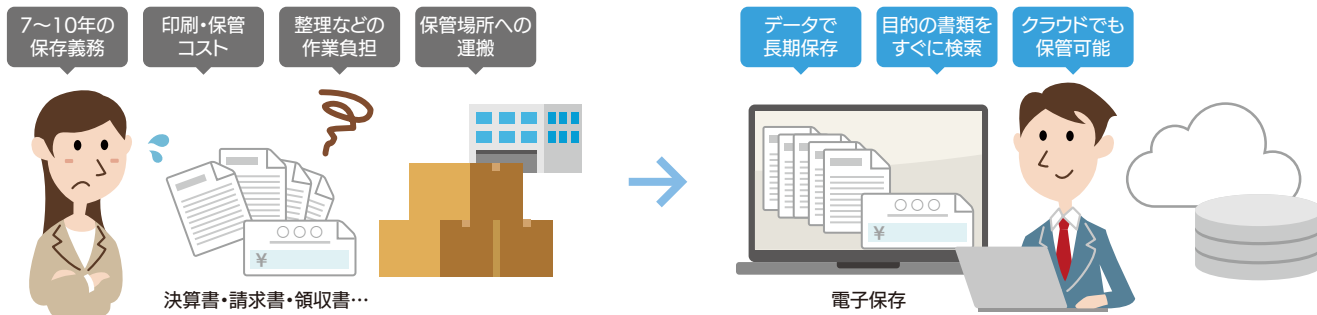 7〜10年の
保存義務
印刷・保管
コスト
整理などの
作業負担
保管場所への
運搬
データで
長期保存
目的の書類を
すぐに検索
クラウドでも
保管可能
¥
¥
決算書・請求書・領収書…
電子保存